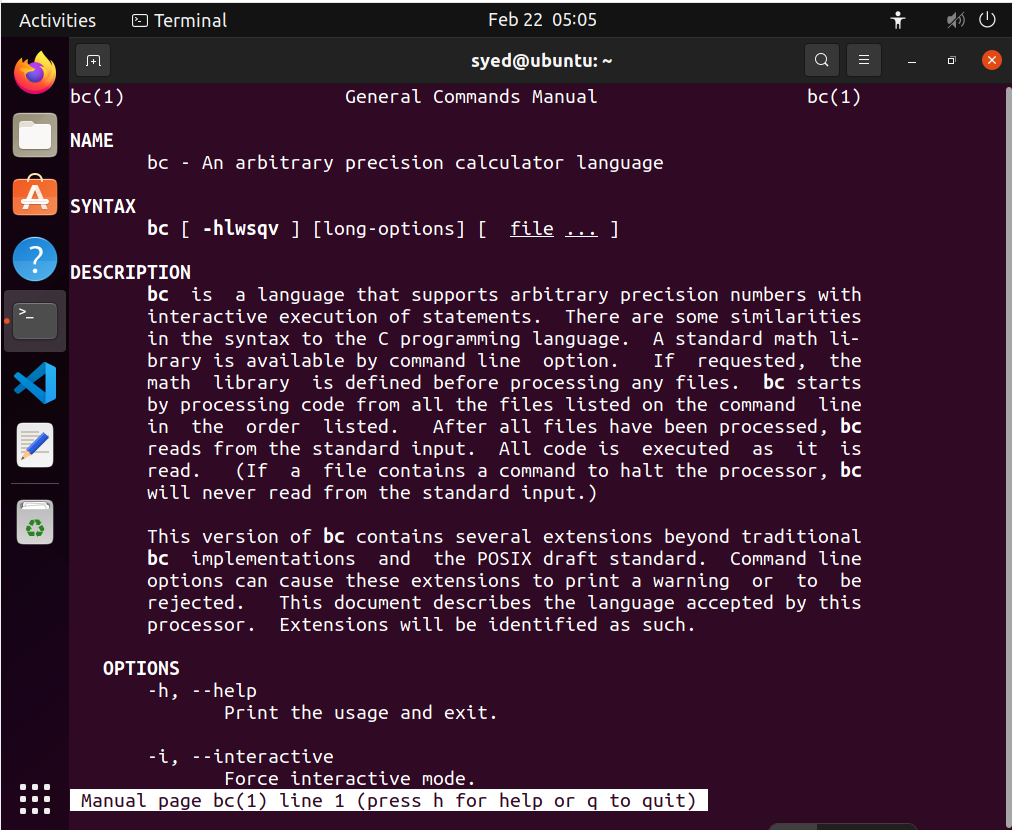 Activities Terminal Feb 22 05:05
syed@ubuntu: ~
bc(1) General Commands Manual bc(1)
NAME
bc - An arbitrary precision calculator language
SYNTAX
bc [ -hlwsqv ] [long-options] [ file ... ]
DESCRIPTION
bc is a language that supports arbitrary precision numbers with
interactive execution of statements. There are some similarities
in the syntax to the C programming language. A standard math li-
brary is available by command line option. If requested, the
math library is defined before processing any files. bc starts
by processing code from all the files listed on the command line
in the order listed. After all files have been processed, bc
reads from the standard input. All code is executed as it is
read. (If a file contains a command to halt the processor, bc
will never read from the standard input.)
This version of bc contains several extensions beyond traditional
bc implementations and the POSIX draft standard. Command line
options can cause these extensions to print a warning or to be
rejected. This document describes the language accepted by this
processor. Extensions will be identified as such.
OPTIONS
-h, --help
Print the usage and exit.
-i, --interactive
Force interactive mode.
Manual page bc(1) line 1 (press h for help or q to quit)